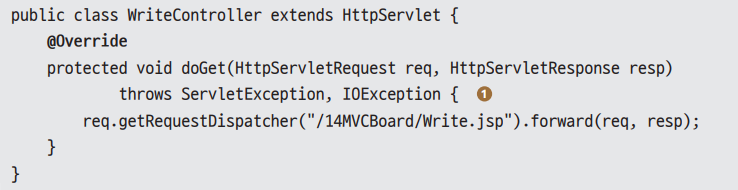 public class WriteController extends HttpServlet {
@Override
protected void doGet(HttpServletRequest req, HttpServletResponse resp)
throws ServletException, IOException { ❶
req.getRequestDispatcher("/14MVCBoard/Write.jsp").forward(req, resp);
}
}